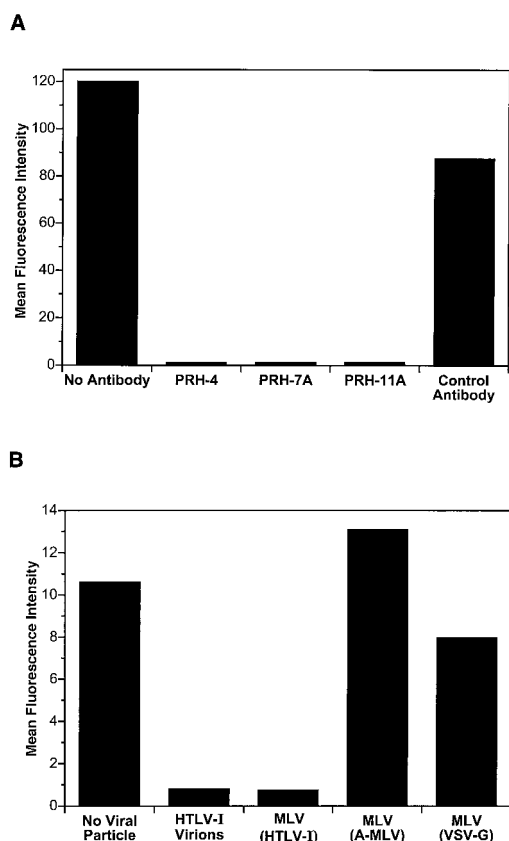 A
Mean Fluorescence Intensity
120
100
80
60
40
20
0
No Antibody
PRH-4
PRH-7A
PRH-11A
Control
Antibody
B
Mean Fluorescence Intensity
14
12
10
8
6
4
2
0
No Viral
Particle
HTLV-I
Virions
MLV
(HTLV-I)
MLV
(A-MLV)
MLV
(VSV-G)